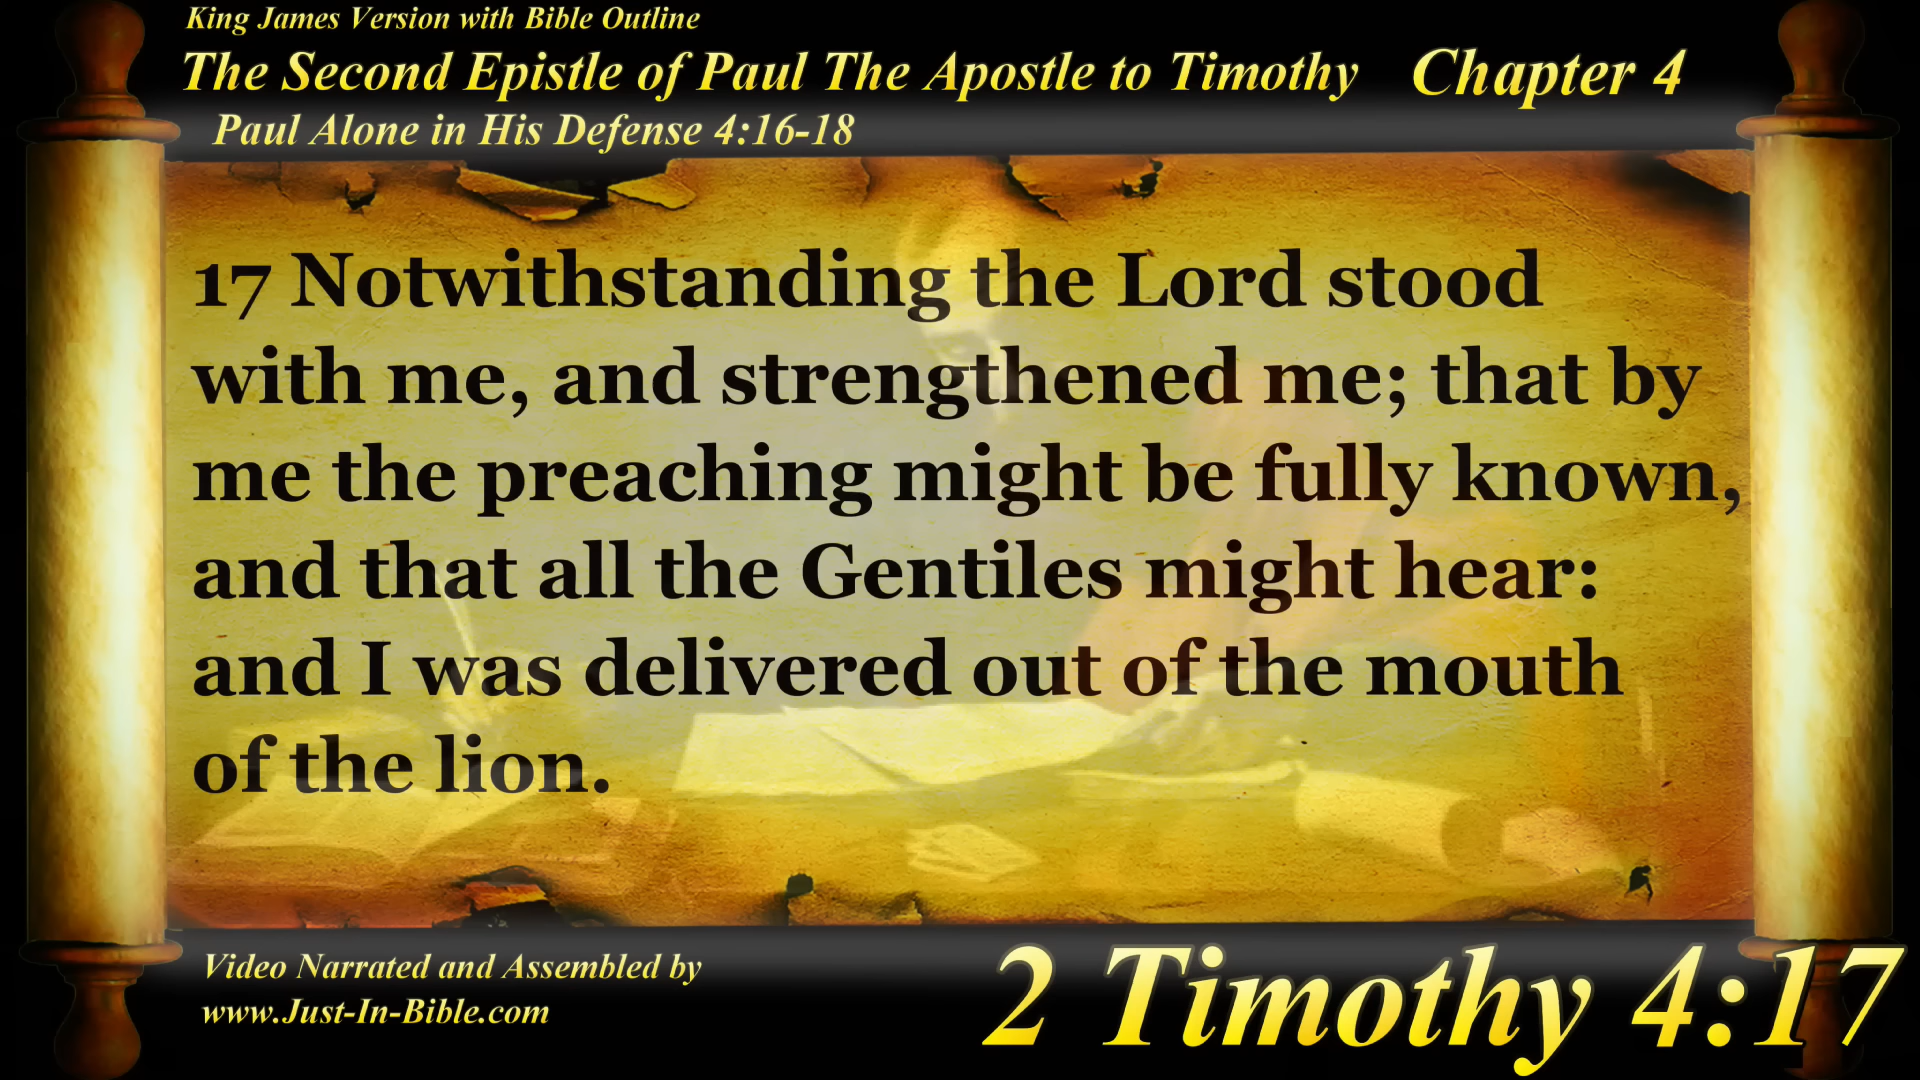 King James Version with Bible Outline
The Second Epistle of Paul The Apostle to Timothy Chapter 4
Paul Alone in His Defense 4:16-18
17 Notwithstanding the Lord stood
with me, and strengthened me; that by
me the preaching might be fully known,
and that all the Gentiles might hear:
and I was delivered out of the mouth
of the lion.
Video Narrated and Assembled by
www.Just-In-Bible.com
2 Timothy 4:17